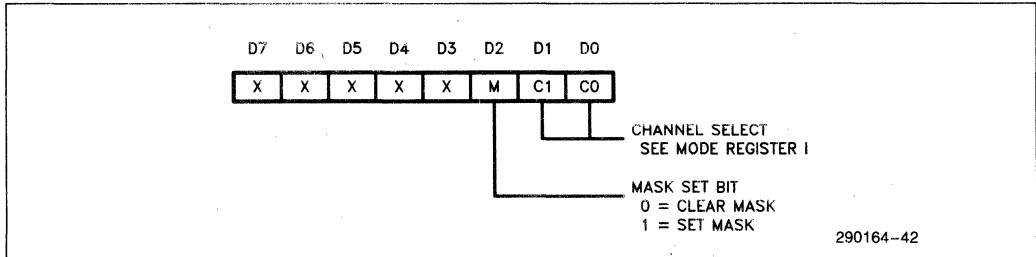 D7 D6 D5 D4 D3 D2 D1 D0
X X X X X M C1 C0
CHANNEL SELECT
SEE MODE REGISTER I
MASK SET BIT
0 = CLEAR MASK
1 = SET MASK
290164-42